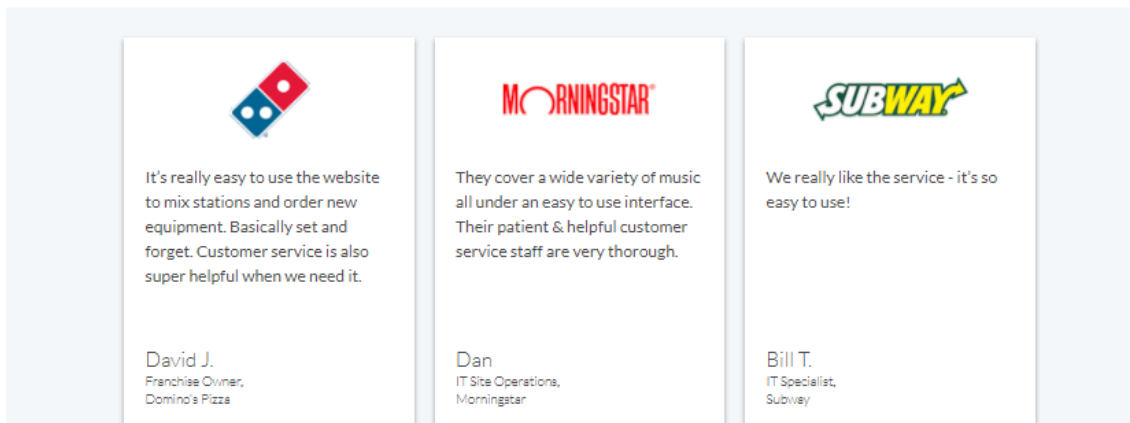 MORNINGSTAR®
SUBWAY
It's really easy to use the website
to mix stations and order new
equipment. Basically set and
forget. Customer service is also
super helpful when we need it.
David J.
Franchise Owner,
Domino's Pizza
They cover a wide variety of music
all under an easy to use interface.
Their patient & helpful customer
service staff are very thorough.
Dan
IT Site Operations,
Morningstar
We really like the service - it's so
easy to use!
Bill T.
IT Specialist,
Subway